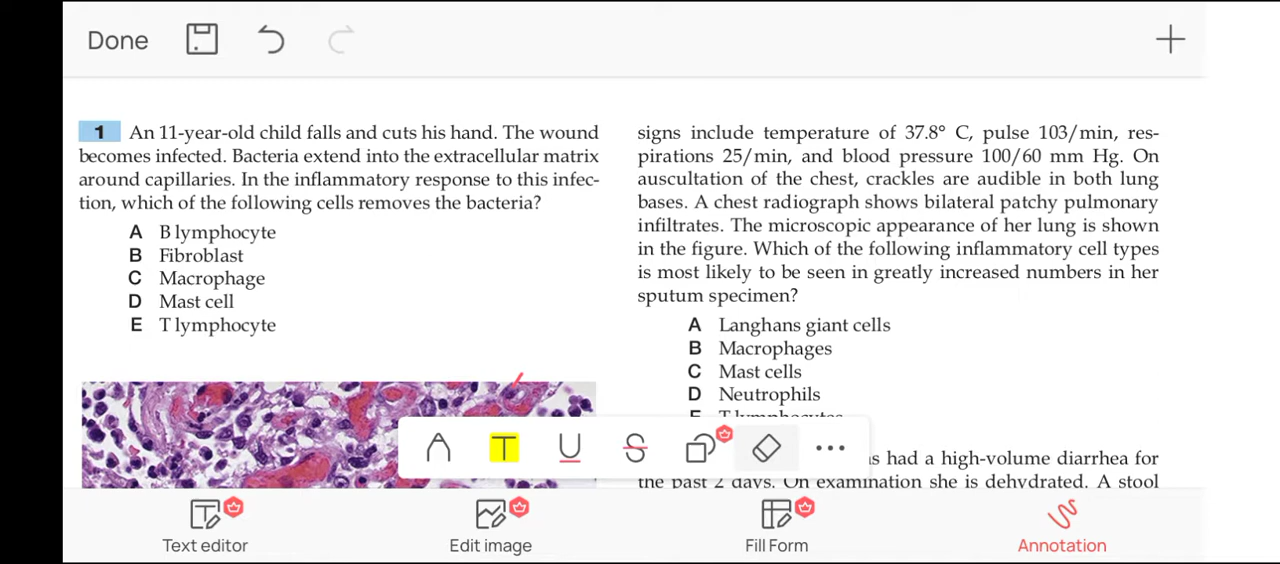 Done
1 An 11-year-old child falls and cuts his hand. The wound
becomes infected. Bacteria extend into the extracellular matrix
around capillaries. In the inflammatory response to this infec-
tion, which of the following cells removes the bacteria?
A B lymphocyte
B Fibroblast
C Macrophage
D Mast cell
E T lymphocyte
signs include temperature of 37.8° C, pulse 103/min, res-
pirations 25/min, and blood pressure 100/60 mm Hg. On
auscultation of the chest, crackles are audible in both lung
bases. A chest radiograph shows bilateral patchy pulmonary
infiltrates. The microscopic appearance of her lung is shown
in the figure. Which of the following inflammatory cell types
is most likely to be seen in greatly increased numbers in her
sputum specimen?
A Langhans giant cells
B Macrophages
C Mast cells
D Neutrophils
E T lymphocytes
had a high-volume diarrhea for
the past 2 days. On examination she is dehydrated. A stool
T U S
Text editor
Edit image
Fill Form
Annotation